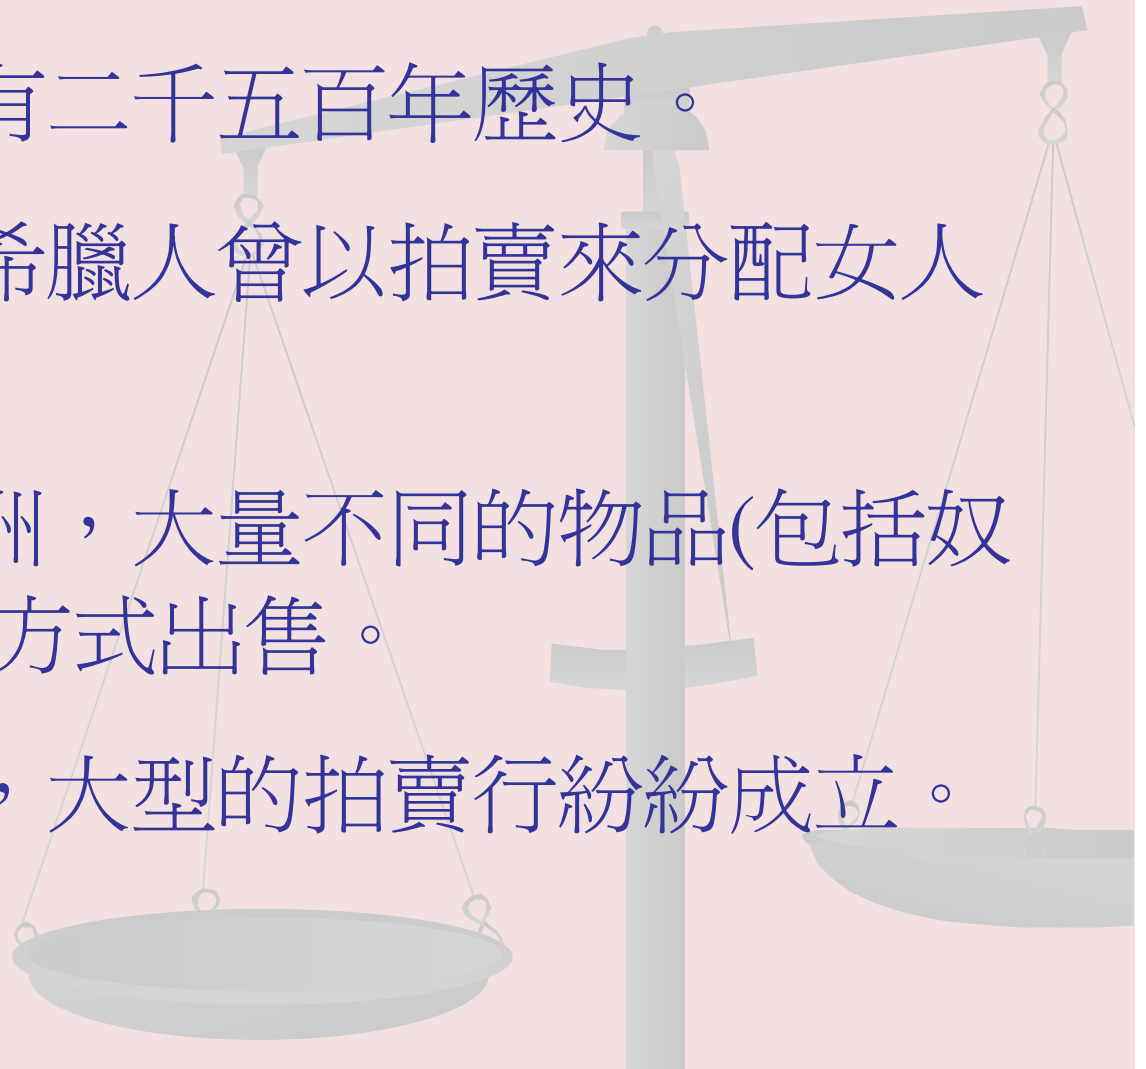 有二千五百年歷史。
希臘人曾以拍賣來分配女人
州，大量不同的物品(包括奴
方式出售。
，大型的拍賣行紛紛成立。